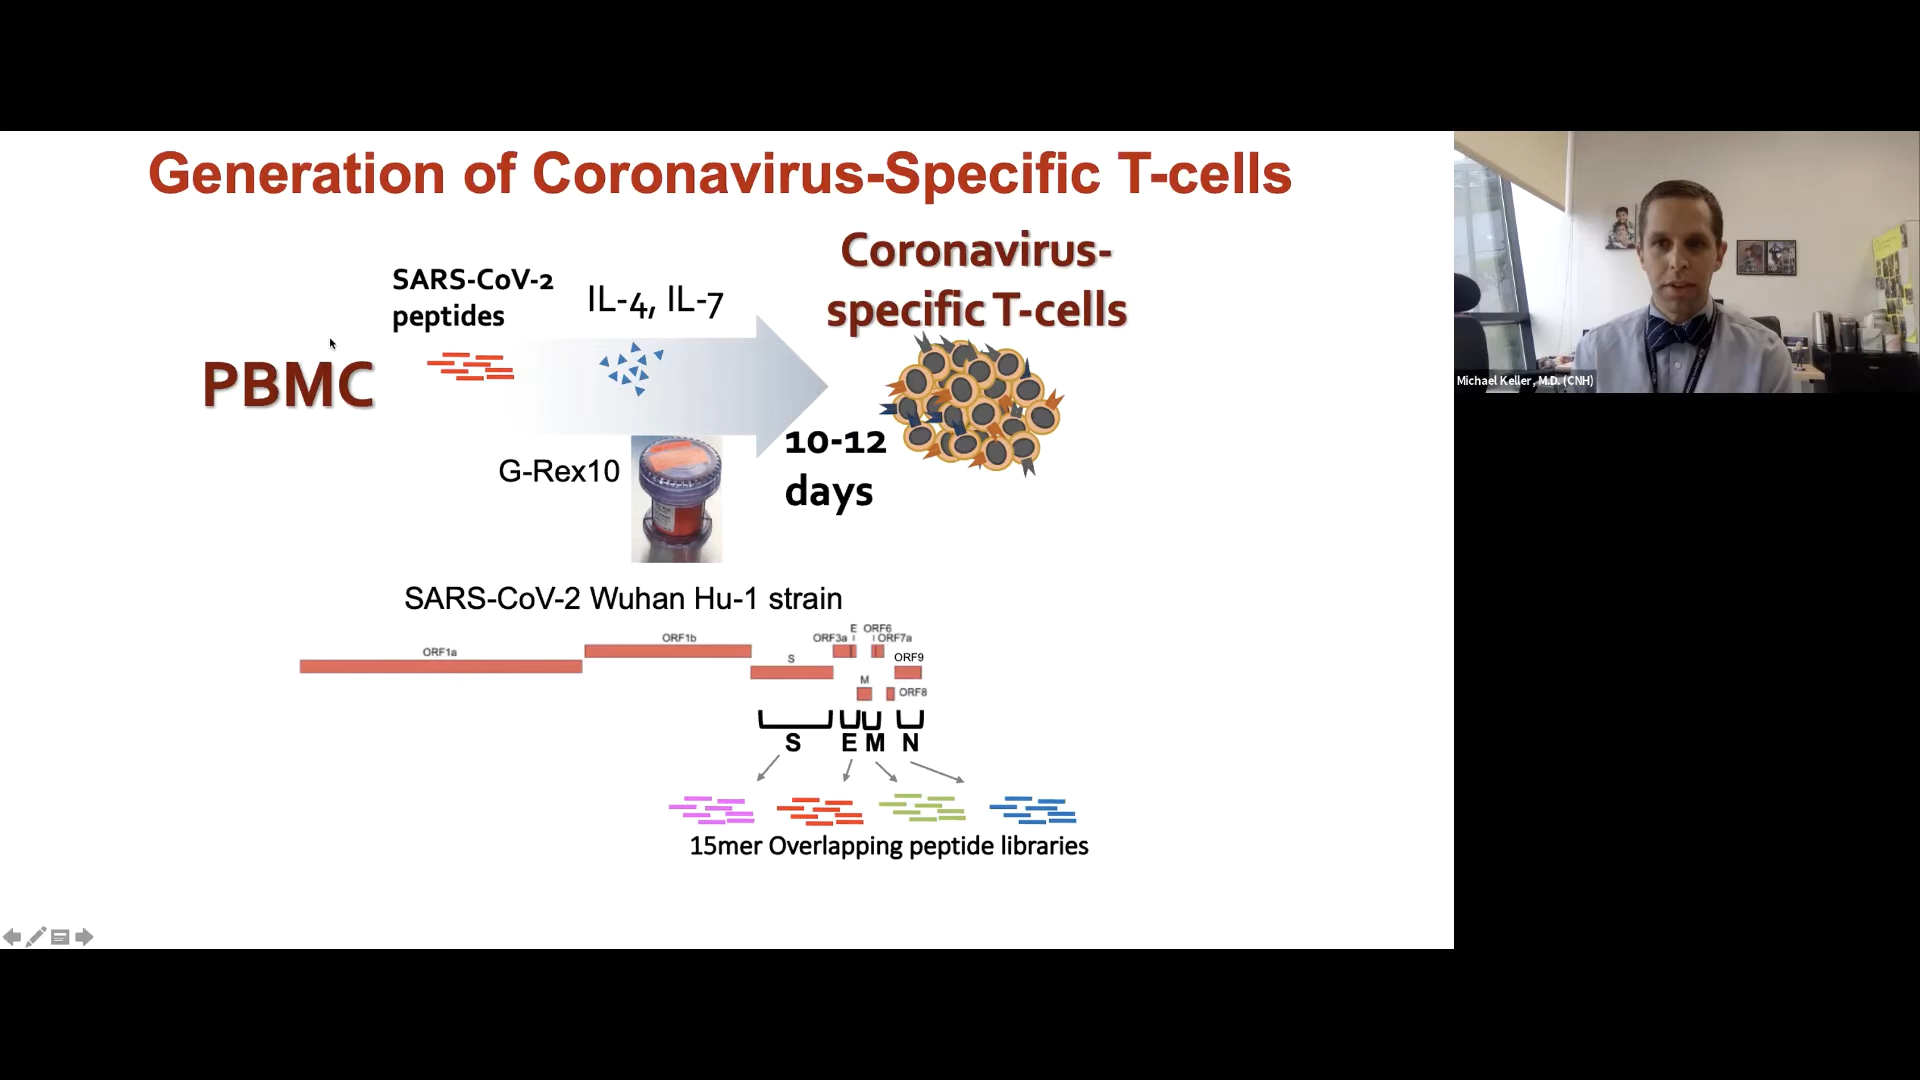 Generation of Coronavirus-Specific T-cells
Coronavirus-
specific T-cells
SARS-CoV-2
peptides
IL-4, IL-7
PBMC
10-12
days
G-Rex10
SARS-CoV-2 Wuhan Hu-1 strain
ORF1a
ORF1b
S
ORF3a
E
ORF6
ORF7a
ORF9
M
ORF8
S
E
M
N
15mer Overlapping peptide libraries
Michael Keller, M.D. (CNH)